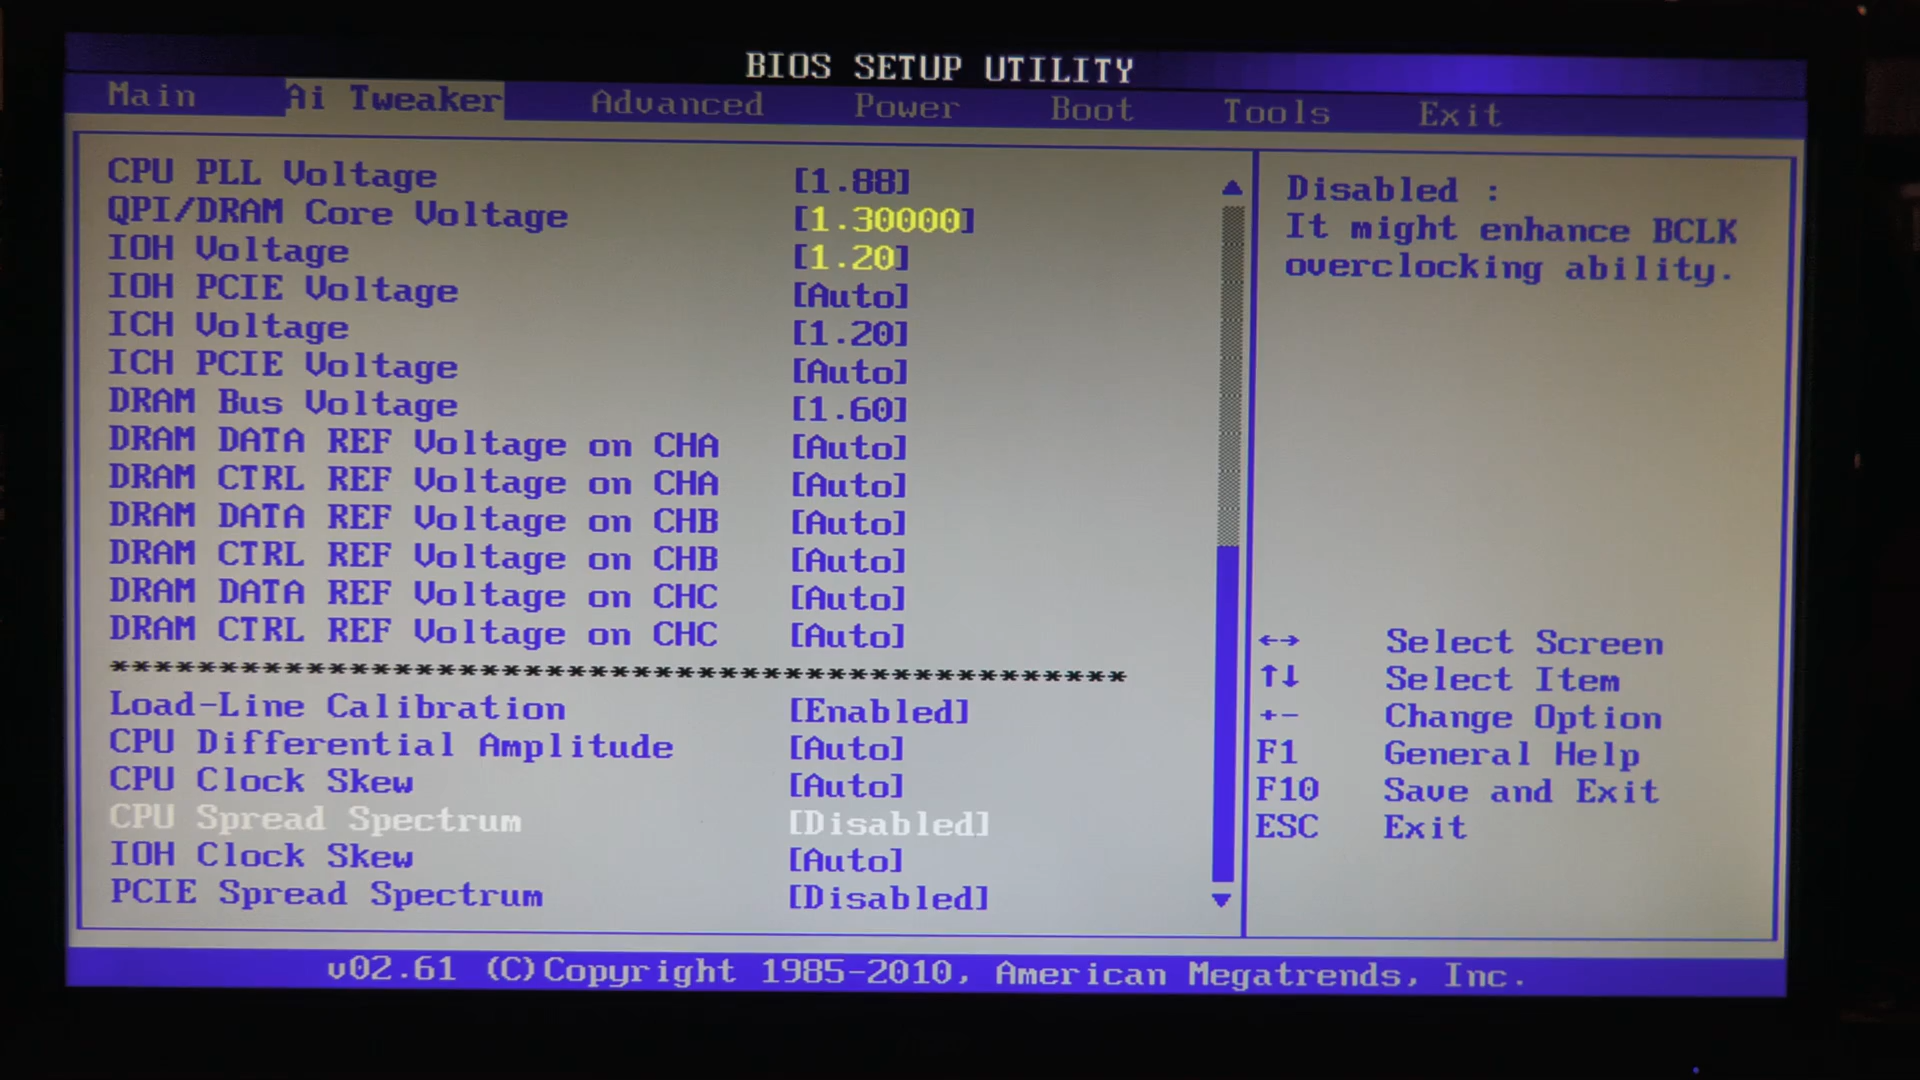 BIOS SETUP UTILITY
Main Ai Tweaker Advanced Power Boot Tools Exit
CPU PLL Voltage [1.88]
QPI/DRAM Core Voltage [1.30000]
IOH Voltage [1.20]
IOH PCIE Voltage [Auto]
ICH Voltage [1.20]
ICH PCIE Voltage [Auto]
DRAM Bus Voltage [1.60]
DRAM DATA REF Voltage on CHA [Auto]
DRAM CTRL REF Voltage on CHA [Auto]
DRAM DATA REF Voltage on CHB [Auto]
DRAM CTRL REF Voltage on CHB [Auto]
DRAM DATA REF Voltage on CHC [Auto]
DRAM CTRL REF Voltage on CHC [Auto]
***********************************************
Load-Line Calibration [Enabled]
CPU Differential Amplitude [Auto]
CPU Clock Skew [Auto]
CPU Spread Spectrum [Disabled]
IOH Clock Skew [Auto]
PCIE Spread Spectrum [Disabled]
Disabled :
It might enhance BCLK
overclocking ability.
←→ Select Screen
↑↓ Select Item
+- Change Option
F1 General Help
F10 Save and Exit
ESC Exit
v02.61 (C)Copyright 1985-2010, American Megatrends, Inc.